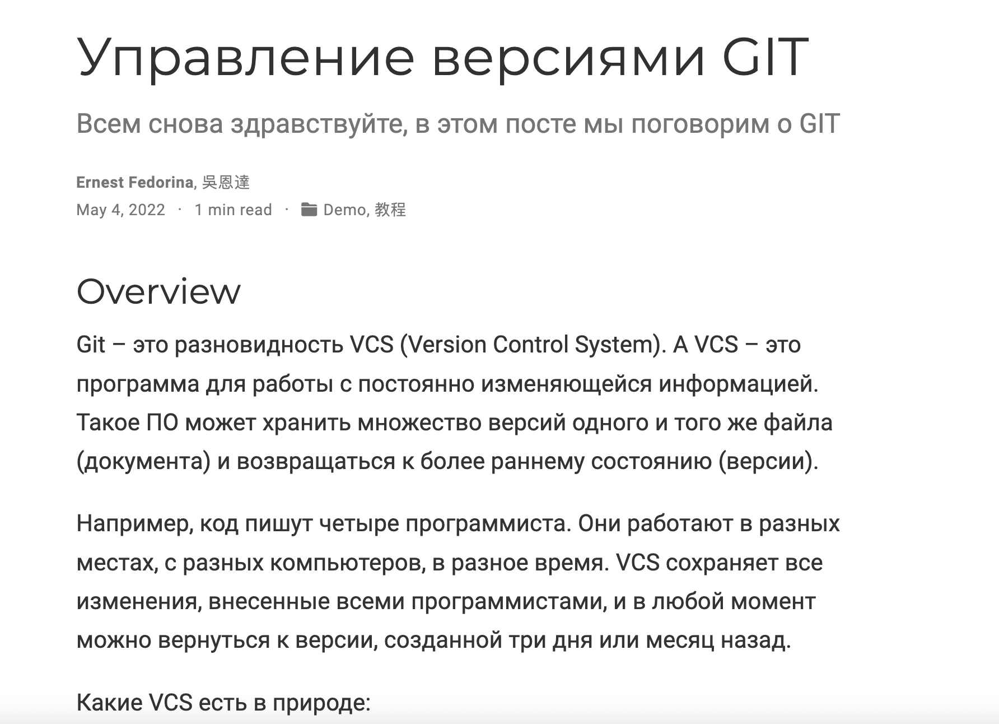 Управление версиями GIT
Всем снова здравствуйте, в этом посте мы поговорим о GIT
Ernest Fedorina, 吳恩達
May 4, 2022 · 1 min read · Demo, 教程
Overview
Git – это разновидность VCS (Version Control System). А VCS – это
программа для работы с постоянно изменяющейся информацией.
Такое ПО может хранить множество версий одного и того же файла
(документа) и возвращаться к более раннему состоянию (версии).
Например, код пишут четыре программиста. Они работают в разных
местах, с разных компьютеров, в разное время. VCS сохраняет все
изменения, внесенные всеми программистами, и в любой момент
можно вернуться к версии, созданной три дня или месяц назад.
Какие VCS есть в природе: